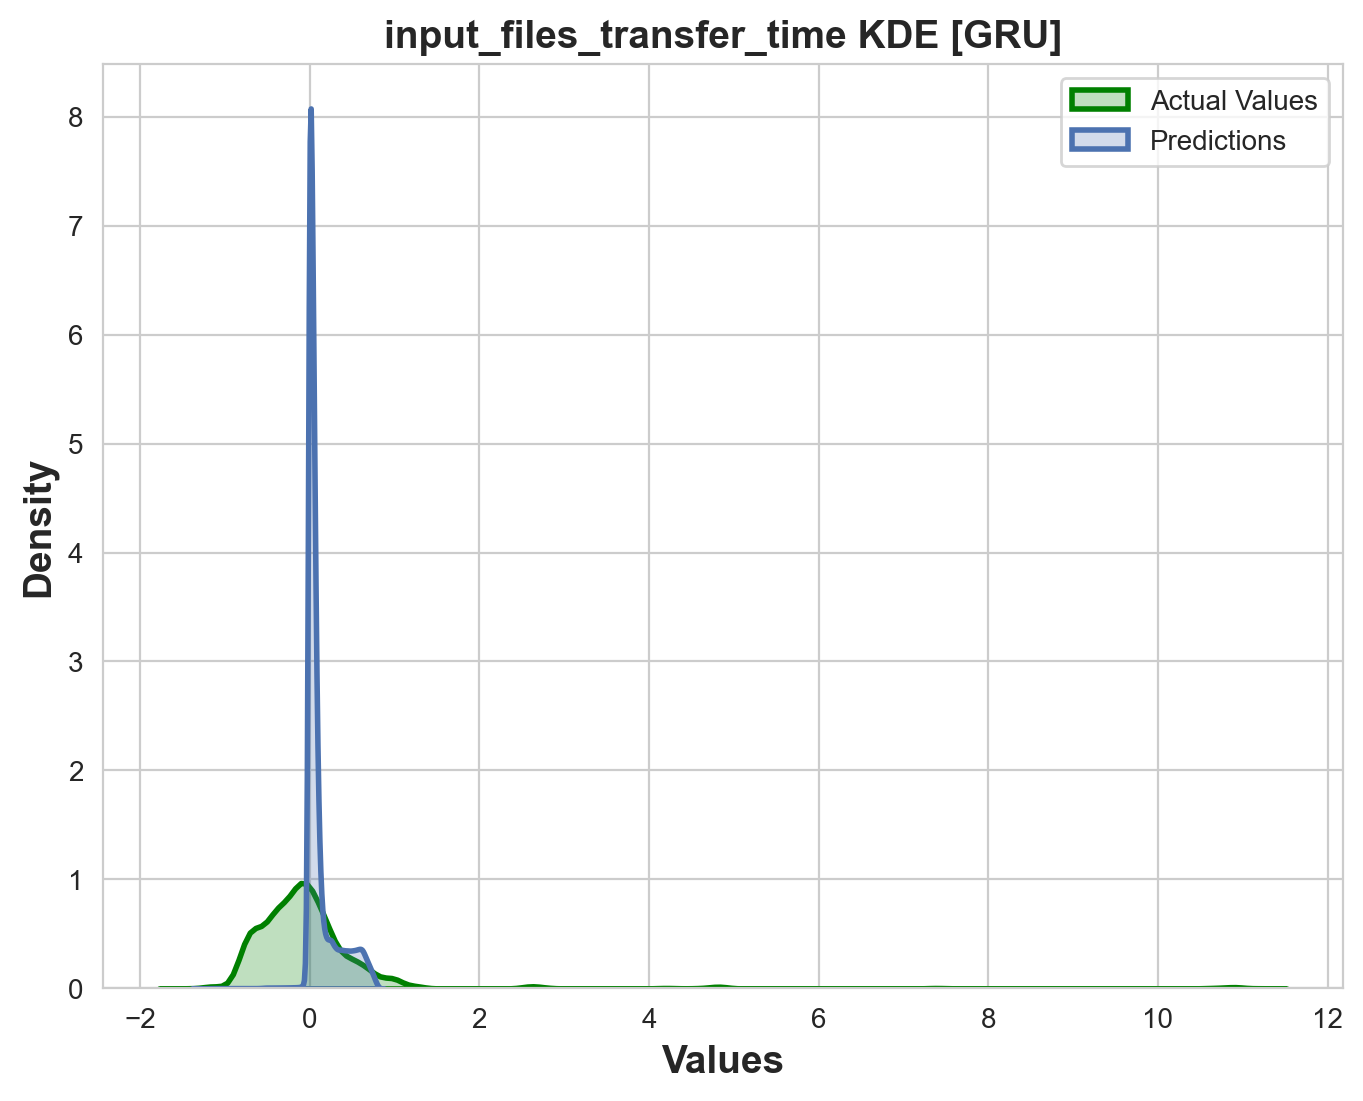 input_files_transfer_time KDE [GRU]
Actual Values
Predictions
Density
8
7
6
5
4
3
2
1
0
−2 0 2 4 6 8 10 12
Values